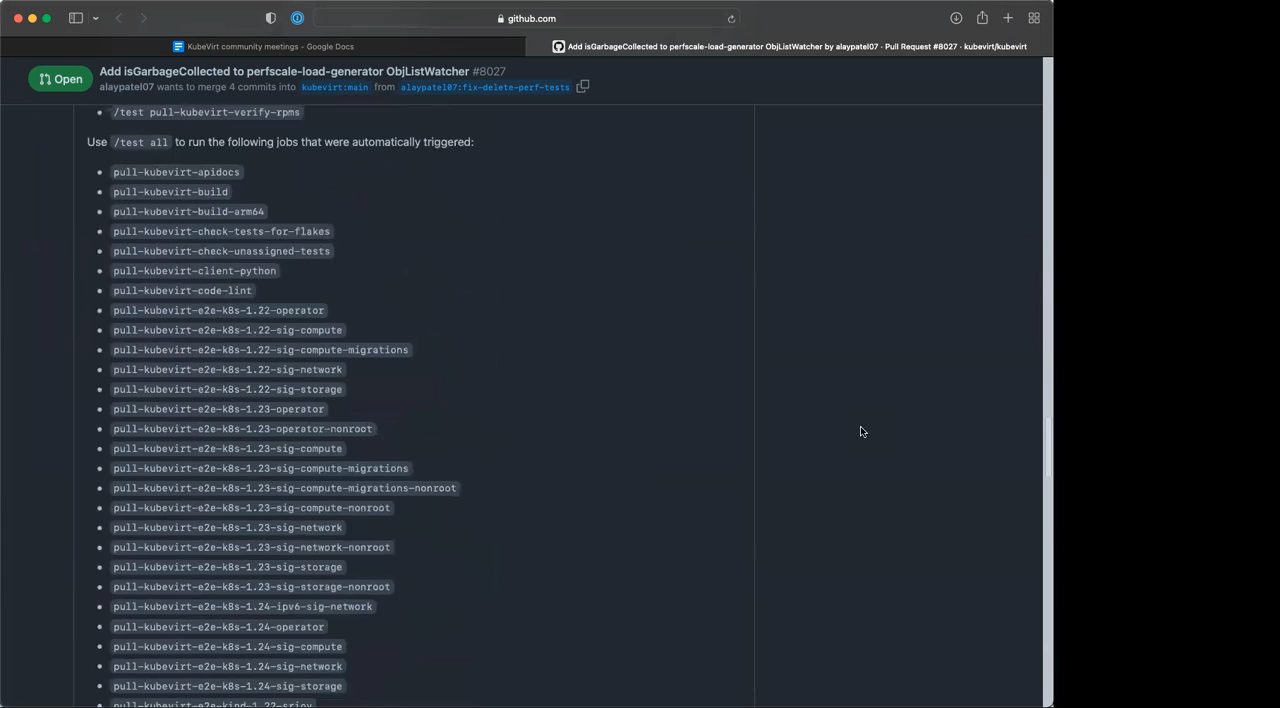 github.com
KubeVirt community meetings - Google Docs
Add isGarbageCollected to perfscale-load-generator ObjListWatcher by alaypatel07 · Pull Request #8027 · kubevirt/kubevirt
Open
Add isGarbageCollected to perfscale-load-generator ObjListWatcher #8027
alaypatel07 wants to merge 4 commits into kubevirt:main from alaypatel07:fix-delete-perf-tests
/test pull-kubevirt-verify-rpms
Use /test all to run the following jobs that were automatically triggered:
pull-kubevirt-apidocs
pull-kubevirt-build
pull-kubevirt-build-arm64
pull-kubevirt-check-tests-for-flakes
pull-kubevirt-check-unassigned-tests
pull-kubevirt-client-python
pull-kubevirt-code-lint
pull-kubevirt-e2e-k8s-1.22-operator
pull-kubevirt-e2e-k8s-1.22-sig-compute
pull-kubevirt-e2e-k8s-1.22-sig-compute-migrations
pull-kubevirt-e2e-k8s-1.22-sig-network
pull-kubevirt-e2e-k8s-1.22-sig-storage
pull-kubevirt-e2e-k8s-1.23-operator
pull-kubevirt-e2e-k8s-1.23-operator-nonroot
pull-kubevirt-e2e-k8s-1.23-sig-compute
pull-kubevirt-e2e-k8s-1.23-sig-compute-migrations
pull-kubevirt-e2e-k8s-1.23-sig-compute-migrations-nonroot
pull-kubevirt-e2e-k8s-1.23-sig-compute-nonroot
pull-kubevirt-e2e-k8s-1.23-sig-network
pull-kubevirt-e2e-k8s-1.23-sig-network-nonroot
pull-kubevirt-e2e-k8s-1.23-sig-storage
pull-kubevirt-e2e-k8s-1.23-sig-storage-nonroot
pull-kubevirt-e2e-k8s-1.24-ipv6-sig-network
pull-kubevirt-e2e-k8s-1.24-operator
pull-kubevirt-e2e-k8s-1.24-sig-compute
pull-kubevirt-e2e-k8s-1.24-sig-network
pull-kubevirt-e2e-k8s-1.24-sig-storage
pull-kubevirt-e2e-kind-1.22-sriov